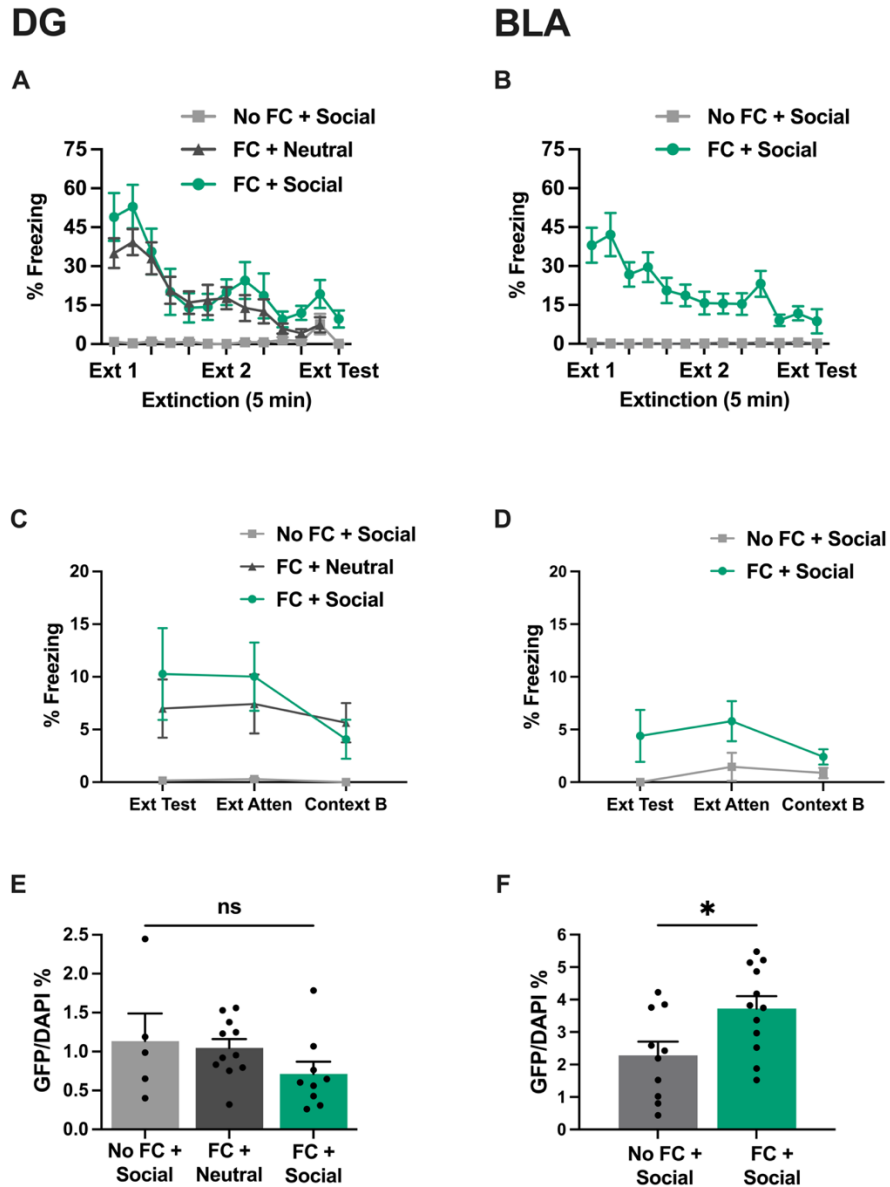 DG
BLA
A
No FC + Social
FC + Neutral
FC + Social
75
60
45
30
15
0
% Freezing
Ext 1
Ext 2
Ext Test
Extinction (5 min)
B
No FC + Social
FC + Social
75
60
45
30
15
0
% Freezing
Ext 1
Ext 2
Ext Test
Extinction (5 min)
C
No FC + Social
FC + Neutral
FC + Social
20
15
10
5
0
% Freezing
Ext Test
Ext Atten
Context B
D
No FC + Social
FC + Social
20
15
10
5
0
% Freezing
Ext Test
Ext Atten
Context B
E
ns
2.5
2.0
1.5
1.0
0.5
0.0
GFP/DAPI %
No FC +
Social
FC +
Neutral
FC +
Social
F
*
6
5
4
3
2
1
0
GFP/DAPI %
No FC +
Social
FC +
Social